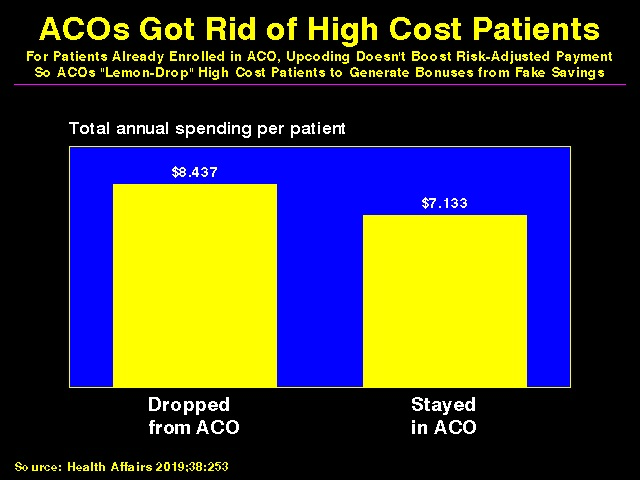 ACOs Got Rid of High Cost Patients
For Patients Already Enrolled in ACO, Upcoding Doesn't Boost Risk-Adjusted Payment
So ACOs "Lemon-Drop" High Cost Patients to Generate Bonuses from Fake Savings
Total annual spending per patient
$8.437
$7.133
Dropped
from ACO
Stayed
in ACO
Source: Health Affairs 2019;38:253